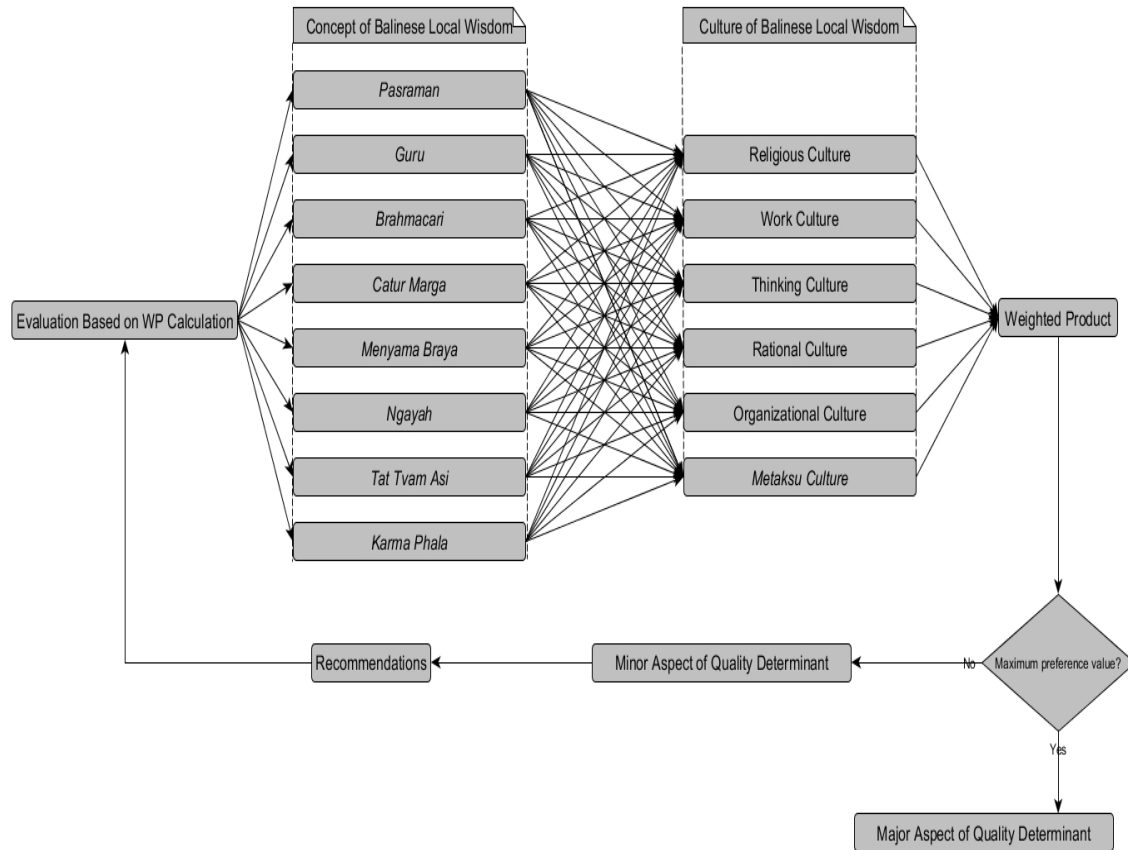 Concept of Balinese Local Wisdom
Culture of Balinese Local Wisdom
Pasraman
Guru
Religious Culture
Brahmacari
Work Culture
Catur Marga
Thinking Culture
Evaluation Based on WP Calculation
Weighted Product
Menyama Braya
Rational Culture
Ngayah
Organizational Culture
Tat Tvam Asi
Metaksu Culture
Karma Phala
Recommendations
Minor Aspect of Quality Determinant
No
Maximum preference value?
Yes
Major Aspect of Quality Determinant